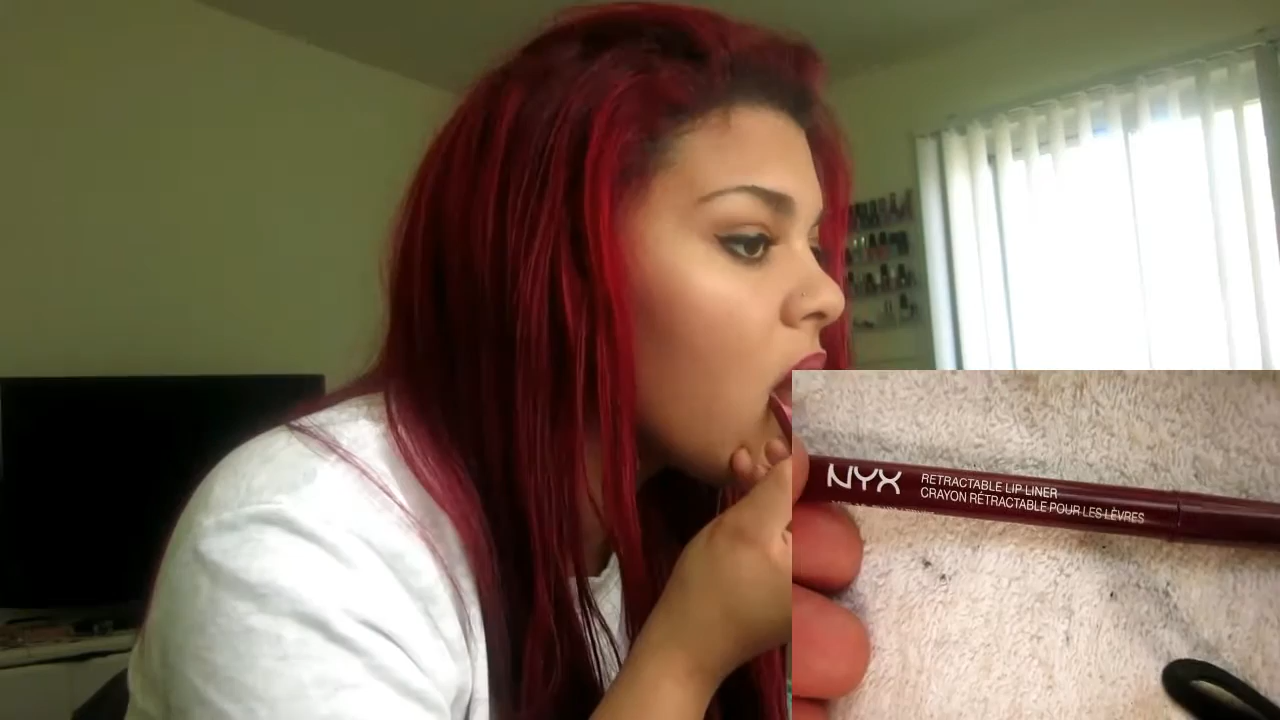 NYX RETRACTABLE LIP LINER
CRAYON RÉTRACTABLE POUR LES LÈVRES